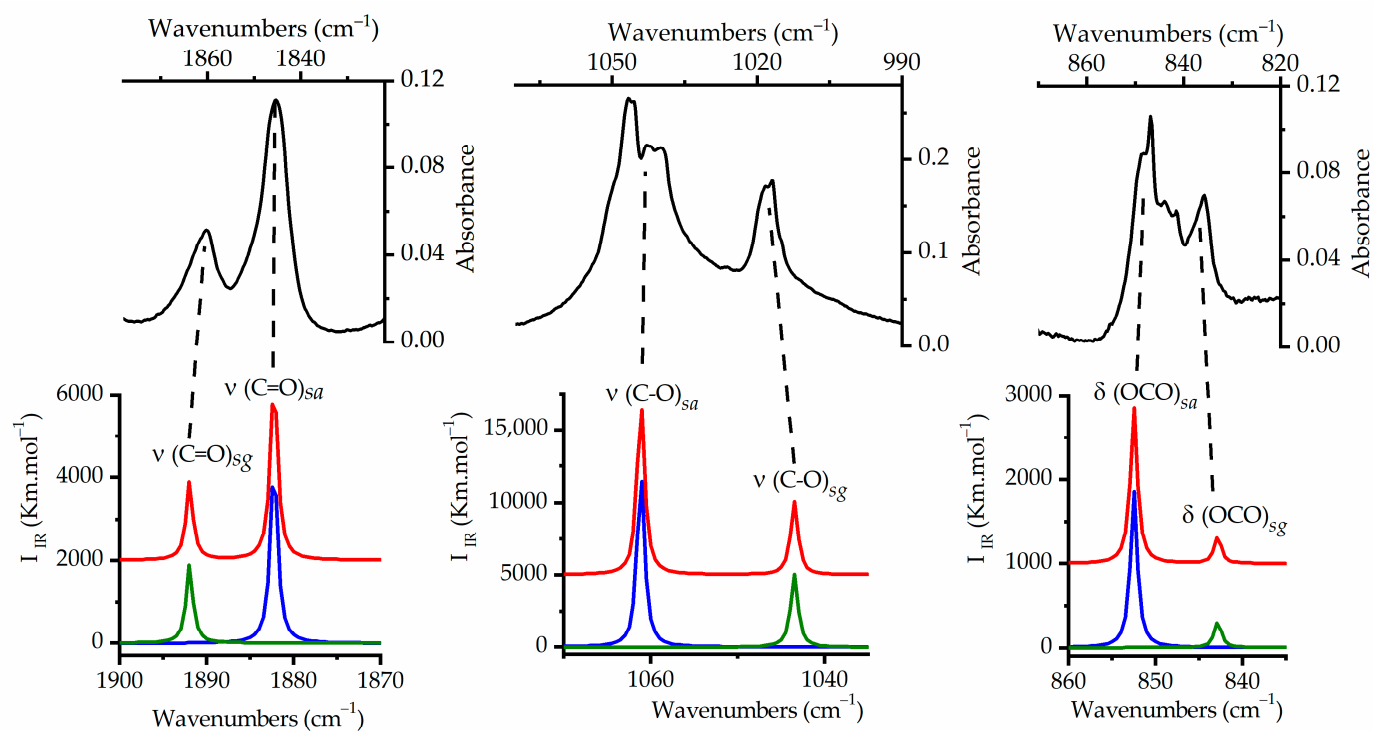 Wavenumbers (cm⁻¹)
1860 1840
0.12
0.08
0.04
0.00
Absorbance
ν (C=O)sa
ν (C=O)sg
6000
4000
2000
0
I IR (Km.mol⁻¹)
1900 1890 1880 1870
Wavenumbers (cm⁻¹)
Wavenumbers (cm⁻¹)
1050 1020 990
0.2
0.1
0.0
Absorbance
ν (C-O)sa
ν (C-O)sg
15,000
10000
5000
0
I IR (Km.mol⁻¹)
1060 1040
Wavenumbers (cm⁻¹)
Wavenumbers (cm⁻¹)
860 840 820
0.12
0.08
0.04
0.00
Absorbance
δ (OCO)sa
δ (OCO)sg
3000
2000
1000
0
I IR (Km.mol⁻¹)
860 850 840
Wavenumbers (cm⁻¹)